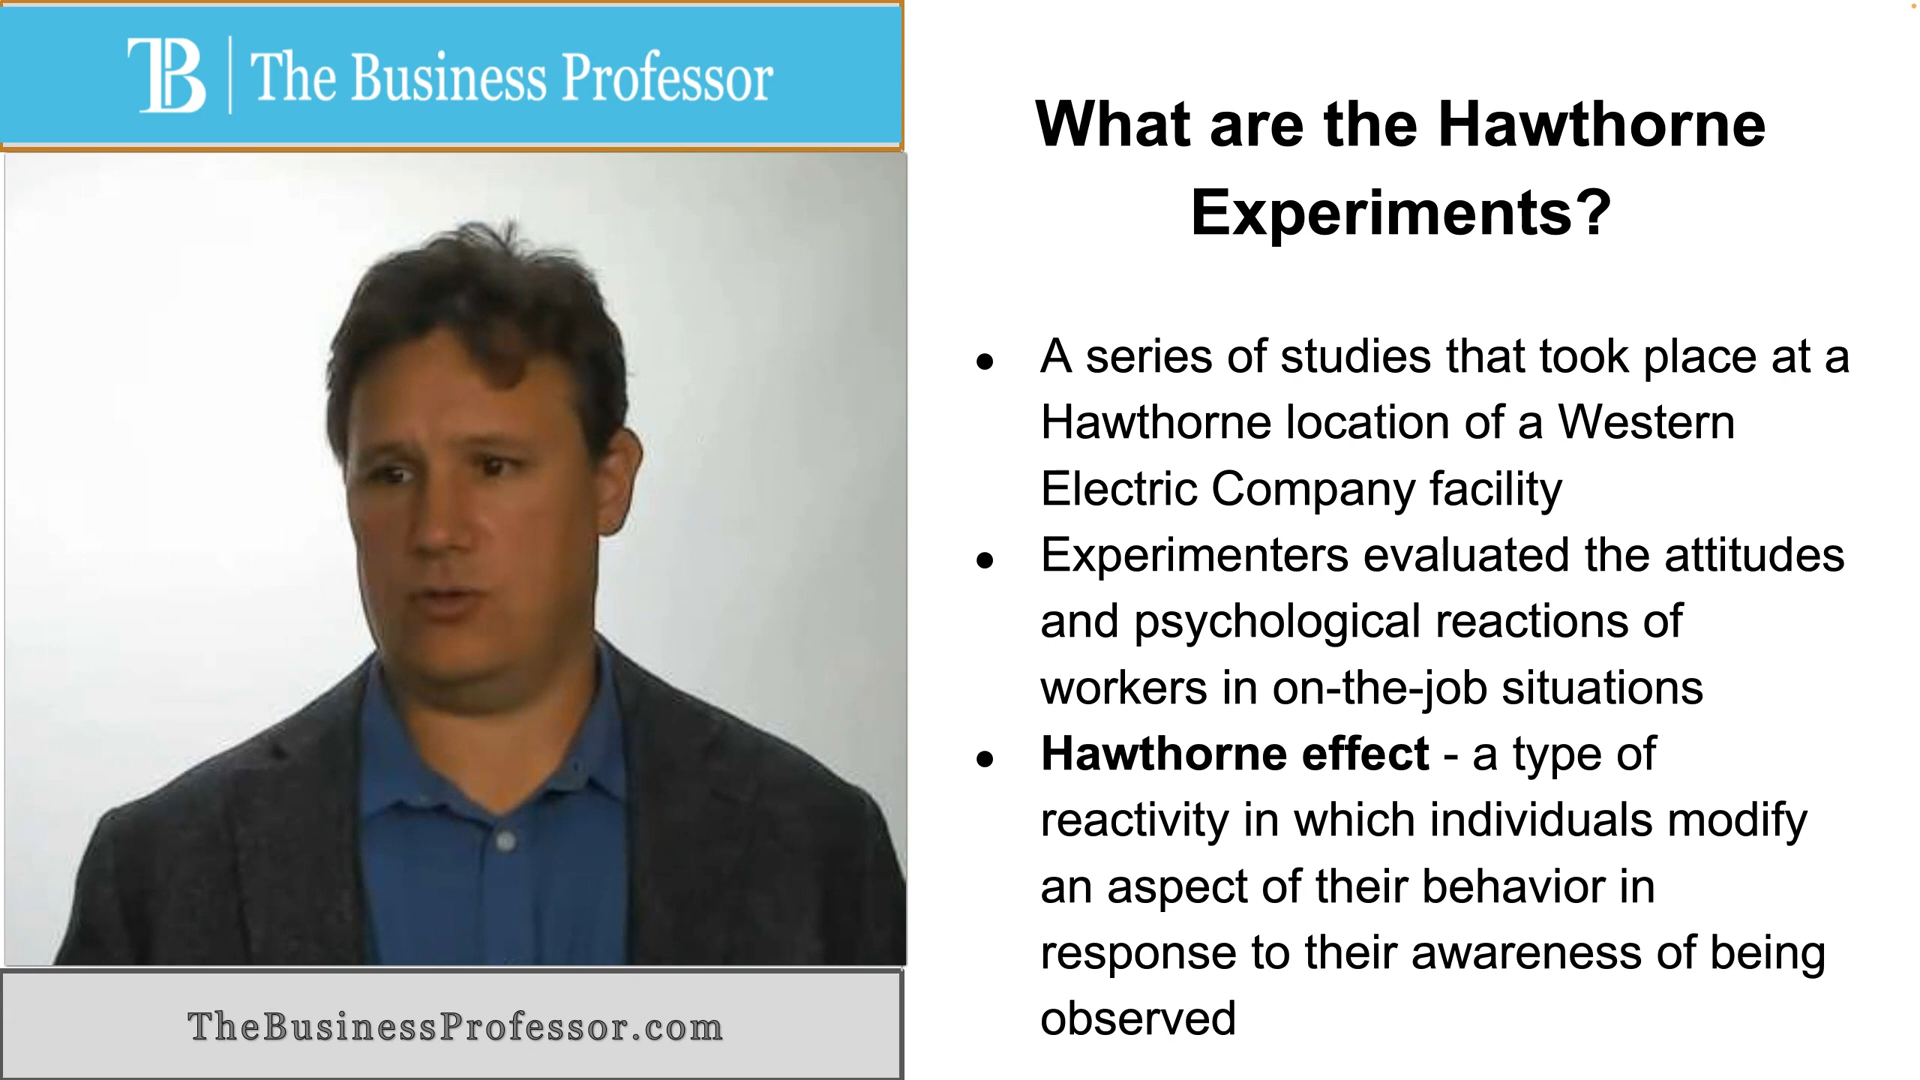 TB | The Business Professor
What are the Hawthorne
Experiments?
● A series of studies that took place at a
Hawthorne location of a Western
Electric Company facility
● Experimenters evaluated the attitudes
and psychological reactions of
workers in on-the-job situations
● Hawthorne effect - a type of
reactivity in which individuals modify
an aspect of their behavior in
response to their awareness of being
observed
TheBusinessProfessor.com